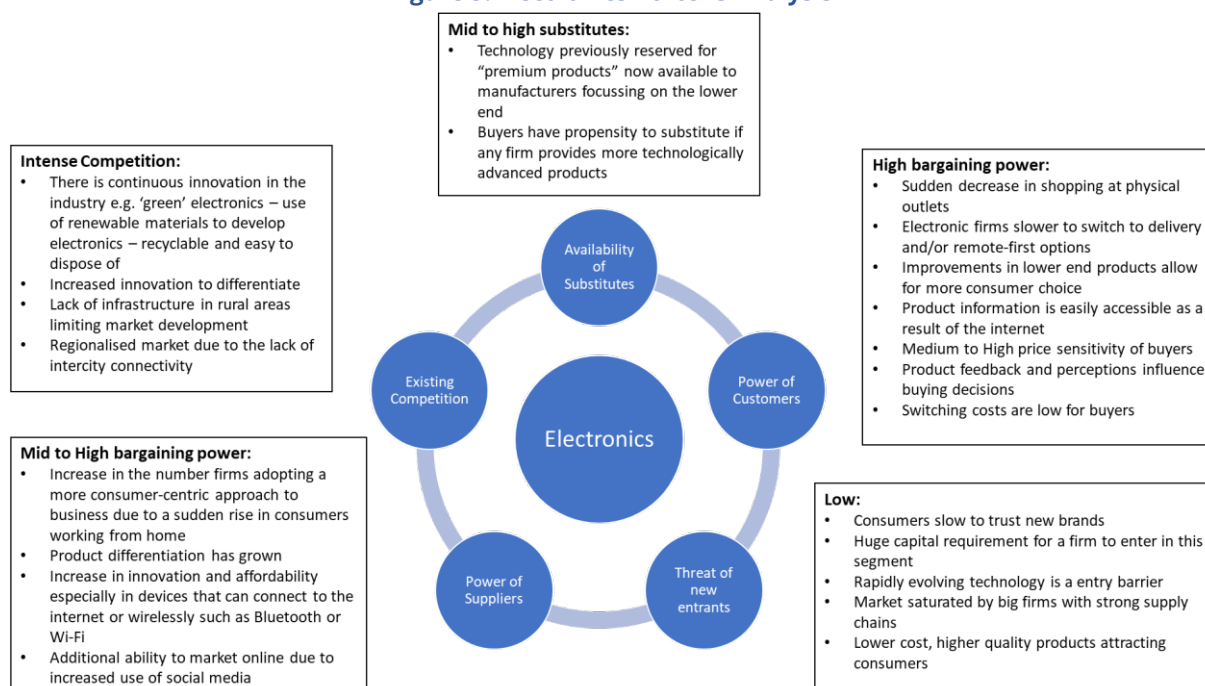 Mid to high substitutes:
• Technology previously reserved for
"premium products" now available to
manufacturers focussing on the lower
end
• Buyers have propensity to substitute if
any firm provides more technologically
advanced products
Intense Competition:
• There is continuous innovation in the
industry e.g. 'green' electronics – use
of renewable materials to develop
electronics – recyclable and easy to
dispose of
• Increased innovation to differentiate
• Lack of infrastructure in rural areas
limiting market development
• Regionalised market due to the lack of
intercity connectivity
High bargaining power:
• Sudden decrease in shopping at physical
outlets
• Electronic firms slower to switch to delivery
and/or remote-first options
• Improvements in lower end products allow
for more consumer choice
• Product information is easily accessible as a
result of the internet
• Medium to High price sensitivity of buyers
• Product feedback and perceptions influence
buying decisions
• Switching costs are low for buyers
Availability
of
Substitutes
Existing
Competition
Power of
Customers
Electronics
Power of
Suppliers
Threat of
new
entrants
Mid to High bargaining power:
• Increase in the number firms adopting a
more consumer-centric approach to
business due to a sudden rise in consumers
working from home
• Product differentiation has grown
• Increase in innovation and affordability
especially in devices that can connect to the
internet or wirelessly such as Bluetooth or
Wi-Fi
• Additional ability to market online due to
increased use of social media
Low:
• Consumers slow to trust new brands
• Huge capital requirement for a firm to enter in this
segment
• Rapidly evolving technology is a entry barrier
• Market saturated by big firms with strong supply
chains
• Lower cost, higher quality products attracting
consumers